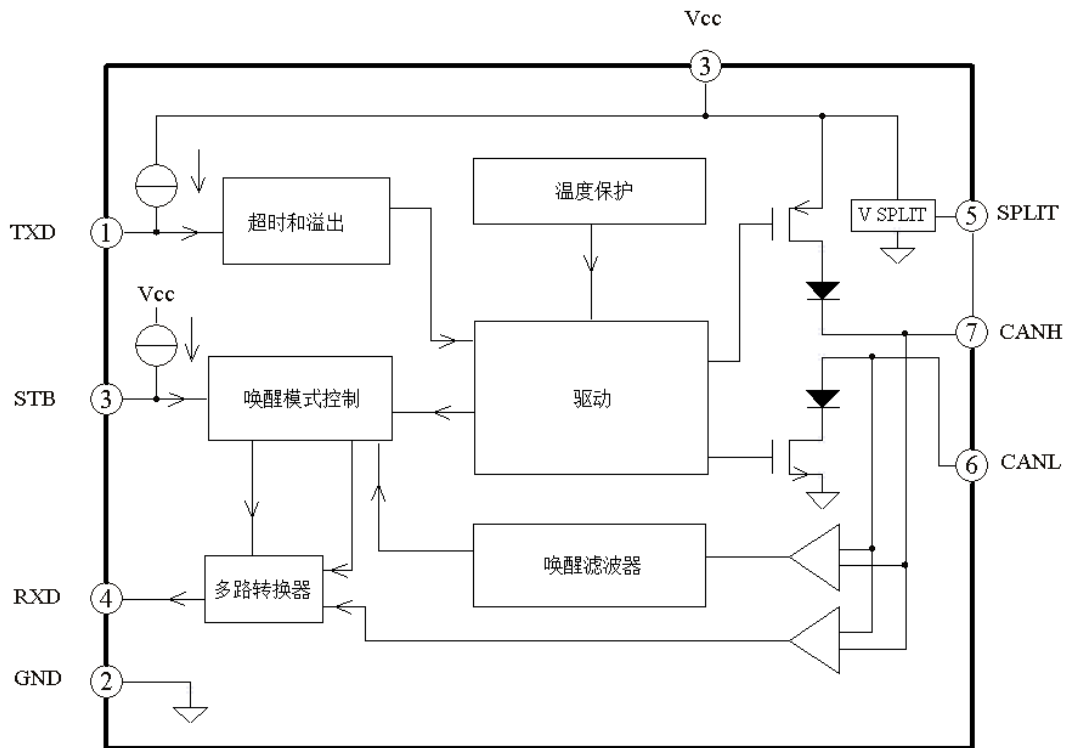 Vcc
3
温度保护
超时和溢出
V SPLIT
5
SPLIT
TXD
1
Vcc
7
CANH
STB
3
唤醒模式控制
驱动
6
CANL
唤醒滤波器
RXD
4
多路转换器
GND
2